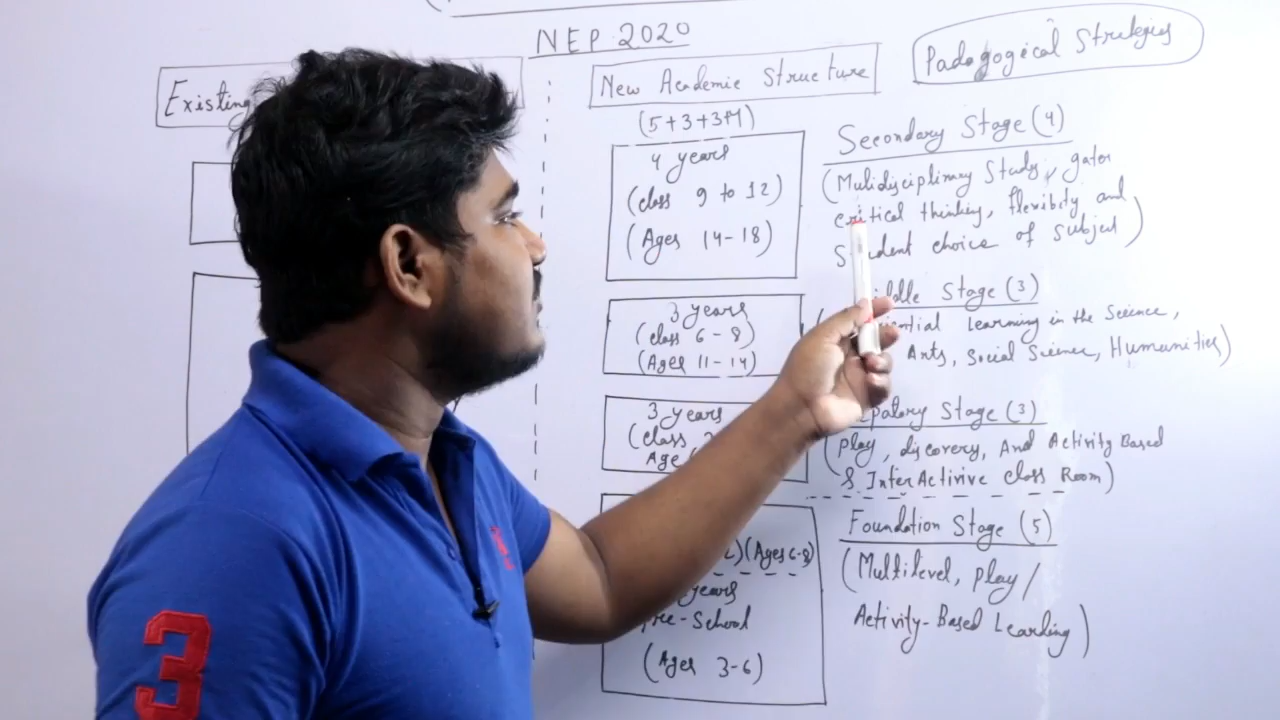 NEP 2020
Existing
New Academic Structure
(5+3+3+4)
4 years
(class 9 to 12)
(Ages 14-18)
3 years
(class 6-8)
(Ages 11-14)
3 years
(class
Age
(Ages 6-8)
years
Pre-School
(Ages 3-6)
Padagogical Strategies
Secondary Stage (4)
(Mulidisciplinary Study,
critical thinking, flexibity and
student choice of subject)
Stage (3)
Learning in the Science,
Arts, Social Science, Humunities)
Stage (3)
(Play, discovery, And Activity Based
& InterActivive class Room)
Foundation Stage (5)
(Multilevel, play/
Activity-Based Learding)
3